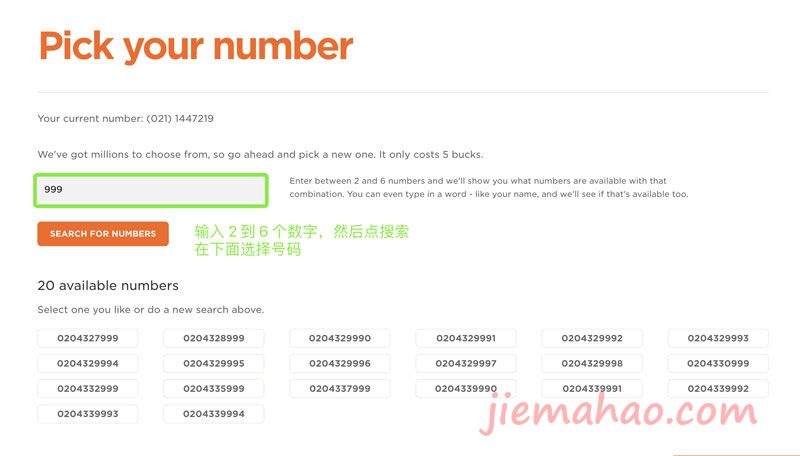 Pick your number
Your current number: (021) 1447219
We've got millions to choose from, so go ahead and pick a new one. It only costs 5 bucks.
999
Enter between 2 and 6 numbers and we'll show you what numbers are available with that
combination. You can even type in a word - like your name, and we'll see if that's available too.
SEARCH FOR NUMBERS
输入 2 到 6 个数字，然后点搜索
在下面选择号码
20 available numbers
Select one you like or do a new search above.
0204327999 0204328999 0204329990 0204329991 0204329992 0204329993
0204329994 0204329995 0204329996 0204329997 0204329998 0204330999
0204332999 0204335999 0204337999 0204339990 0204339991 0204339992
0204339993 0204339994
jiemahao.com